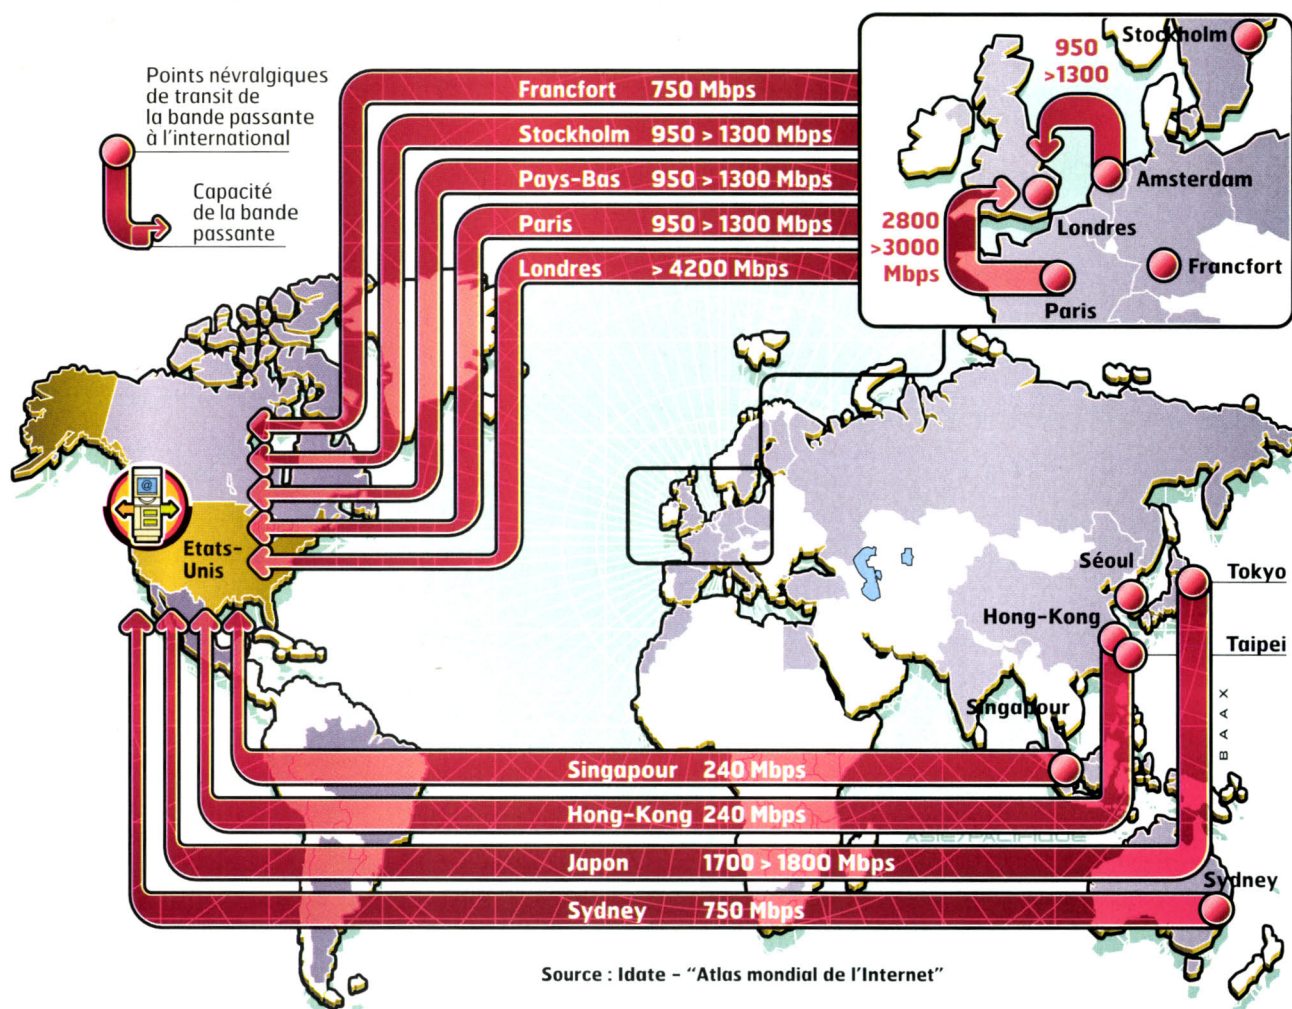 Points névralgiques
de transit de
la bande passante
à l'international
Capacité
de la bande
passante
Francfort 750 Mbps
Stockholm 950 > 1300 Mbps
Pays-Bas 950 > 1300 Mbps
Paris 950 > 1300 Mbps
Londres > 4200 Mbps
Stockholm
950
>1300
Amsterdam
Londres
2800
>3000
Mbps
Francfort
Paris
@
Etats-
Unis
Séoul
Tokyo
Hong-Kong
Taipei
Singapour
BAAX
Singapour 240 Mbps
Hong-Kong 240 Mbps
ASIE/PACIFIQUE
Japon 1700 > 1800 Mbps
Sydney
Sydney 750 Mbps
Source : Idate - “Atlas mondial de l'Internet”